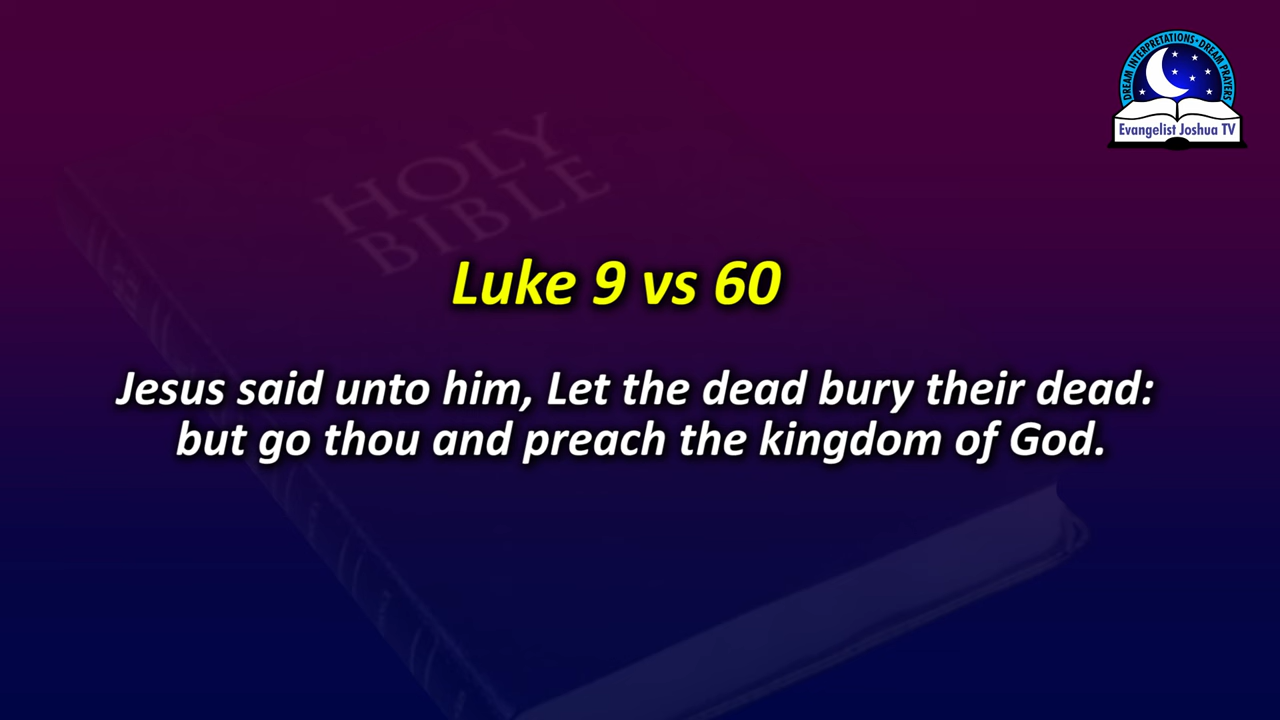 DREAM INTERPRETATIONS • DREAM PRAYERS
Evangelist Joshua TV
HOLY
BIBLE
Luke 9 vs 60
Jesus said unto him, Let the dead bury their dead:
but go thou and preach the kingdom of God.